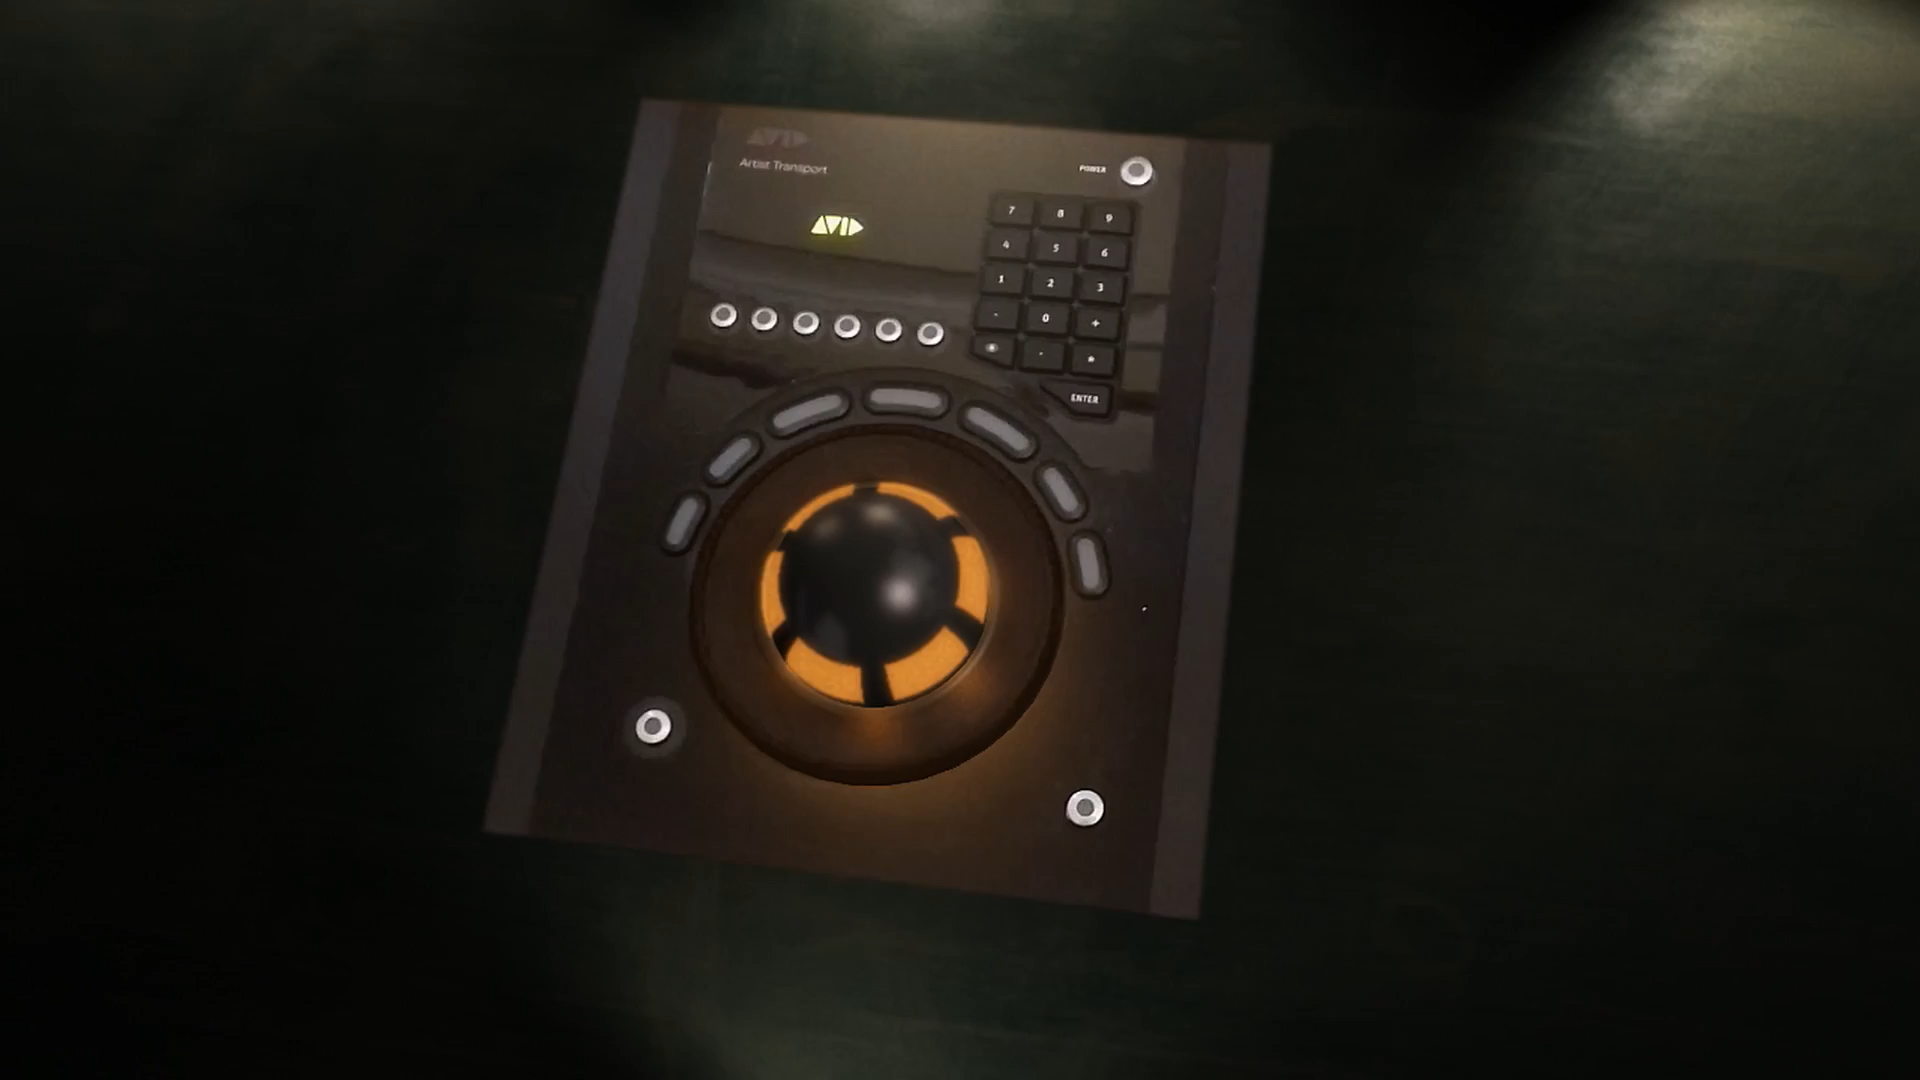 AVID
Artist Transport
POWER
AVID
7 8 9
4 5 6
1 2 3
- 0 +
.
ENTER